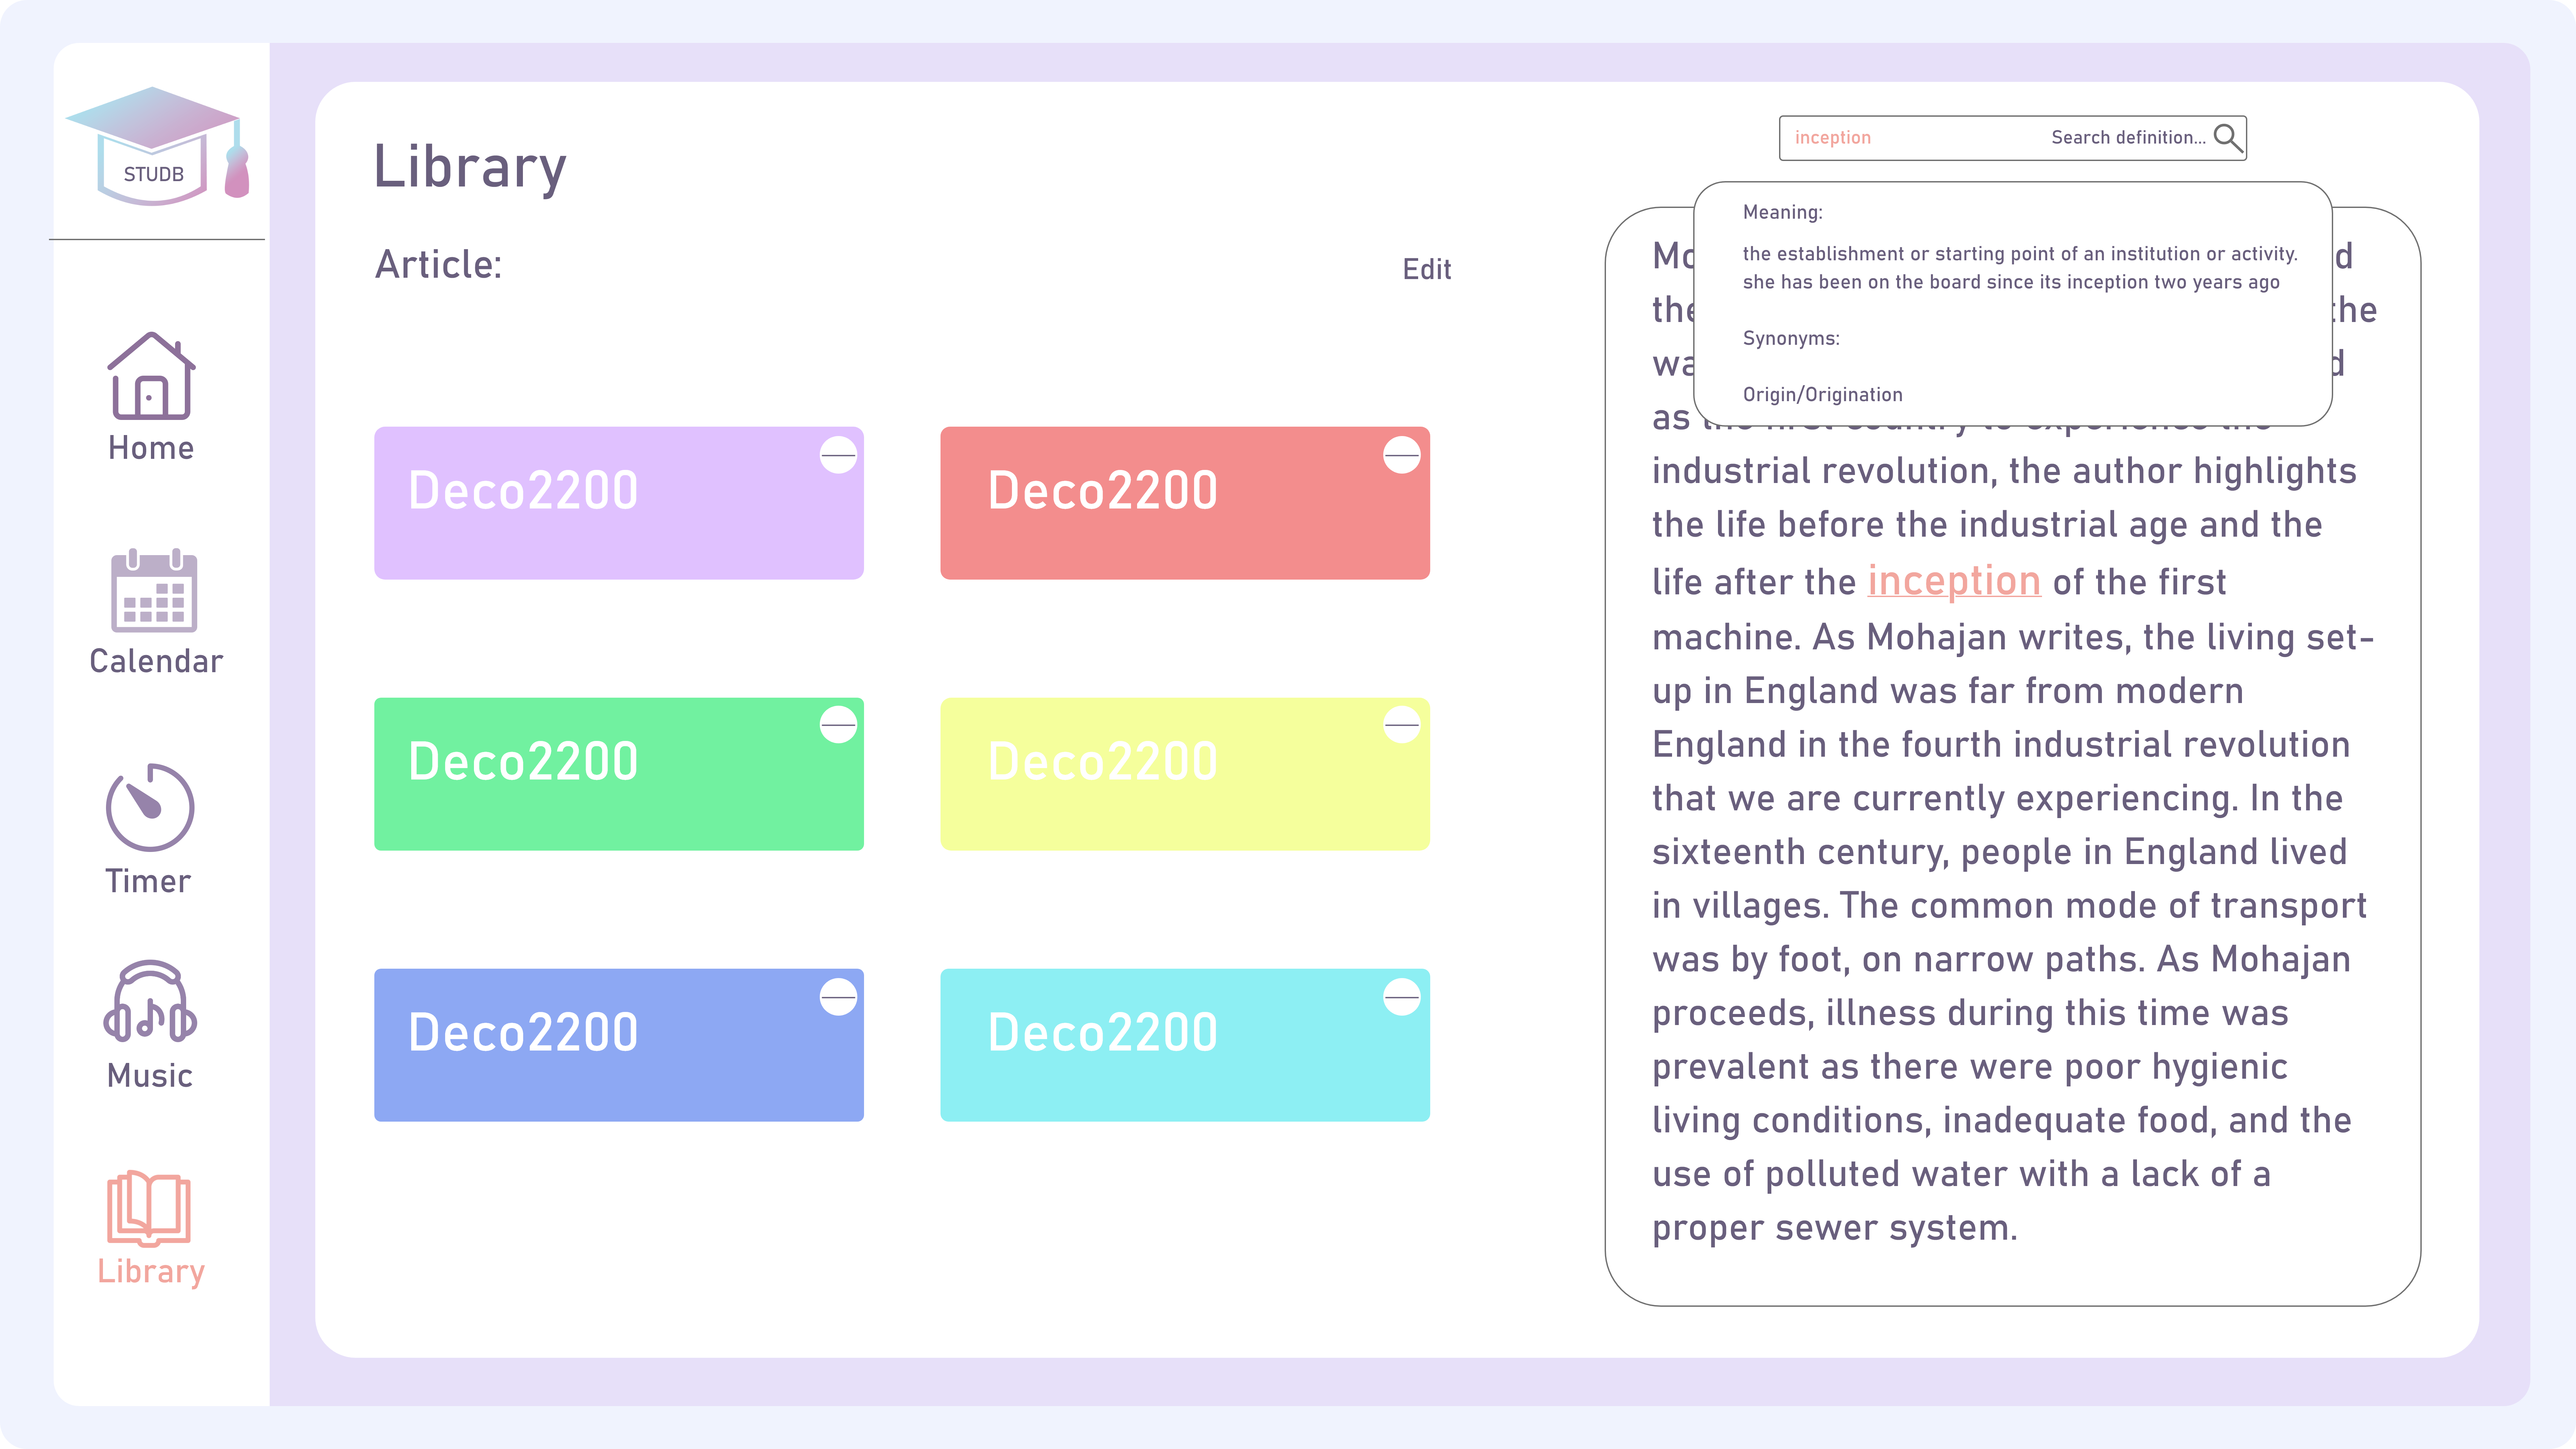 STUDB
Home
Calendar
Timer
Music
Library
Library
Article:
Edit
Deco2200
Deco2200
Deco2200
Deco2200
Deco2200
Deco2200
inception
Search definition...
Meaning:
the establishment or starting point of an institution or activity.
she has been on the board since its inception two years ago
Synonyms:
Origin/Origination
as the first country to experience the
industrial revolution, the author highlights
the life before the industrial age and the
life after the inception of the first
machine. As Mohajan writes, the living set-
up in England was far from modern
England in the fourth industrial revolution
that we are currently experiencing. In the
sixteenth century, people in England lived
in villages. The common mode of transport
was by foot, on narrow paths. As Mohajan
proceeds, illness during this time was
prevalent as there were poor hygienic
living conditions, inadequate food, and the
use of polluted water with a lack of a
proper sewer system.